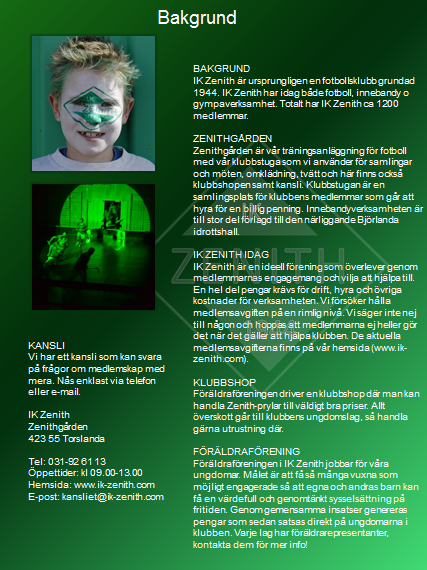 Bakgrund
BAKGRUND
IK Zenith är ursprungligen en fotbollsklubb grundad
1944. IK Zenith har idag både fotboll, innebandy o
gympaverksamhet. Totalt har IK Zenith ca 1200
medlemmar.
ZENITHGÅRDEN
Zenithgården är vår träningsanläggning för fotboll
med vår klubbstuga som vi använder för samlingar
och möten, omklädning, tvätt och här finns också
klubbshopen samt kansli. Klubbstugan är en
samlingsplats för klubbens medlemmar som går att
hyra för en billig penning. Innebandyverksamheten är
till stor del förlagd till den närliggande Björlanda
idrottshall.
IK ZENITH IDAG
IK Zenith är en ideell förening som överlever genom
medlemmarnas engagemang och vilja att hjälpa till.
En hel del pengar krävs för drift, hyra och övriga
kostnader för verksamheten. Vi försöker hålla
medlemsavgiften på en rimlig nivå. Vi säger inte nej
till någon och hoppas att medlemmarna ej heller gör
det när det gäller att hjälpa klubben. De aktuella
medlemsavgifterna finns på vår hemsida (www.ik-
zenith.com).
KLUBBSHOP
Föräldraföreningen driver en klubbshop där man kan
handla Zenith-prylar till väldigt bra priser. Allt
överskott går till klubbens ungdomslag, så handla
gärna utrustning där.
FÖRÄLDRAFÖRENING
Föräldraföreningen i IK Zenith jobbar för våra
ungdomar. Målet är att få så många vuxna som
möjligt engagerade så att egna och andras barn kan
få en värdefull och genomtänkt sysselsättning på
fritiden. Genom gemensamma insatser genereras
pengar som sedan satsas direkt på ungdomarna i
klubben. Varje lag har föräldrarepresentanter,
kontakta dem för mer info!
KANSLI
Vi har ett kansli som kan svara
på frågor om medlemskap med
mera. Nås enklast via telefon
eller e-mail.
IK Zenith
Zenithgården
423 55 Torslanda
Tel: 031-92 61 13
Öppettider: kl 09.00-13.00
Hemsida: www.ik-zenith.com
E-post: kansliet@ik-zenith.com
ZENITH